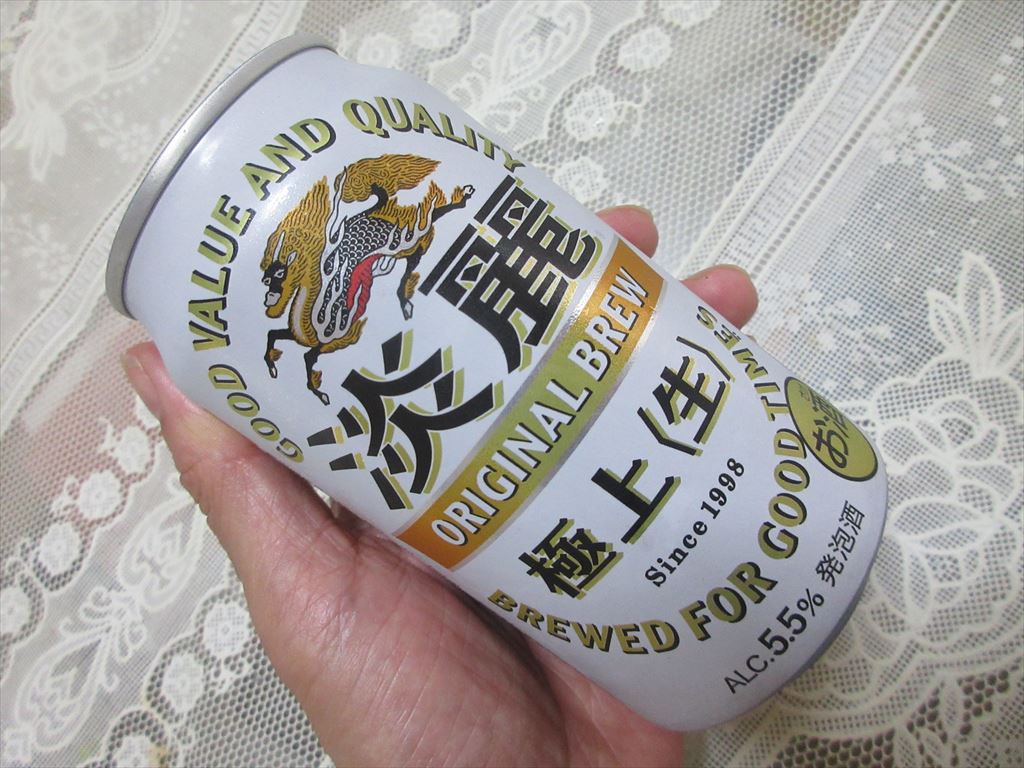 GOOD VALUE AND QUALITY
淡麗
ORIGINAL BREW
極上〈生〉
Since 1998
BREWED FOR GOOD TIMES
お酒
ALC.5.5% 発泡酒